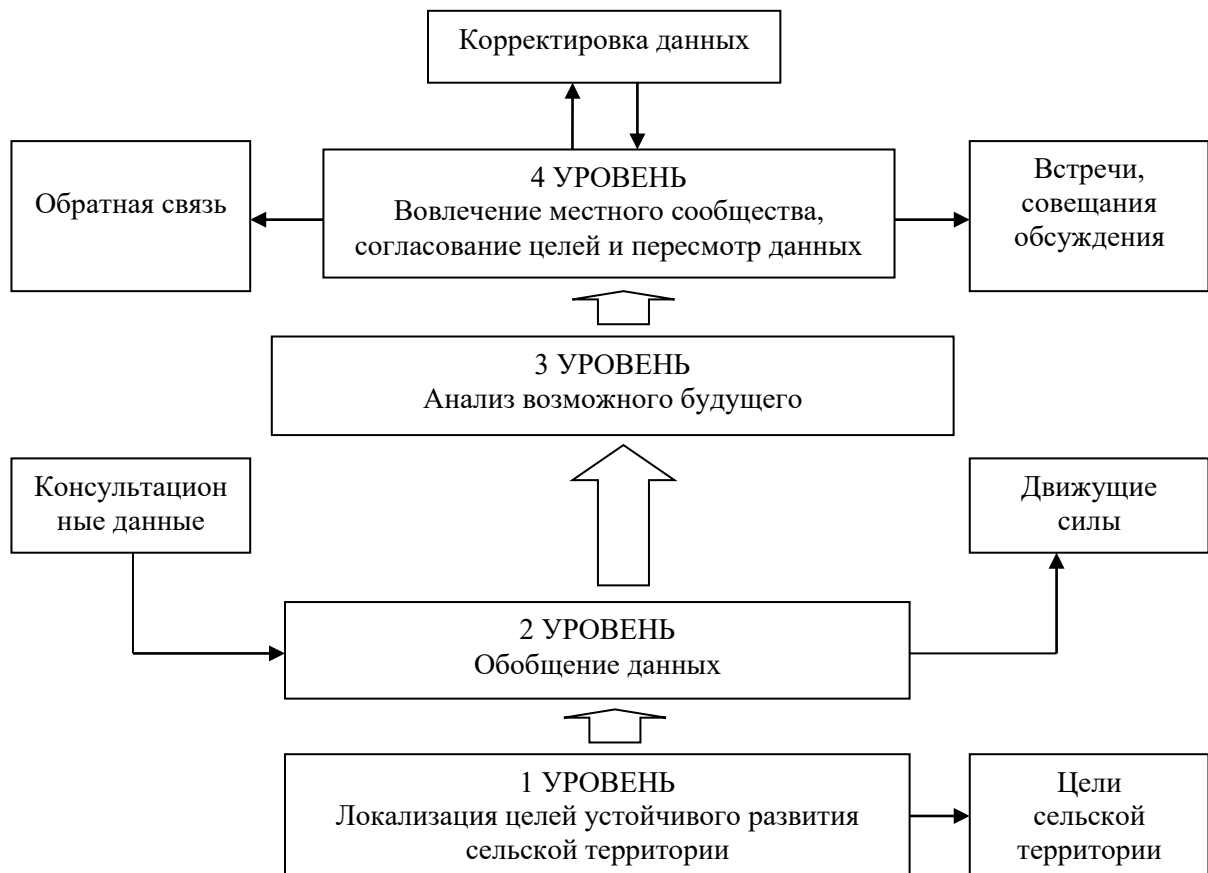 Корректировка данных
Обратная связь
4 УРОВЕНЬ
Вовлечение местного сообщества,
согласование целей и пересмотр данных
Встречи,
совещания
обсуждения
3 УРОВЕНЬ
Анализ возможного будущего
Консультацион
ные данные
Движущие
силы
2 УРОВЕНЬ
Обобщение данных
1 УРОВЕНЬ
Локализация целей устойчивого развития
сельской территории
Цели
сельской
территории